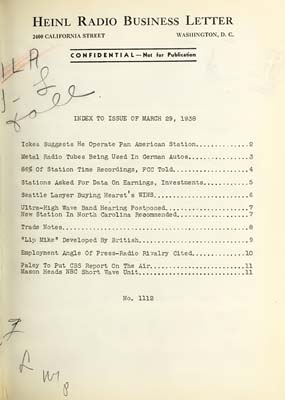 HEINL RADIO BUSINESS LETTER
2400 CALIFORNIA STREET WASHINGTON, D. C.
CONFIDENTIAL—Not for Publication
INDEX TO ISSUE OF MARCH 29, 1938
Ickes Suggests He Operate Pan American Station..............2
Metal Radio Tubes Being Used In German Autos................3
86% Of Station Time Recordings, FCC Told....................4
Stations Asked For Data On Earnings, Investments............5
Seattle Lawyer Buying Hearst's WINS.........................6
Ultra-High Wave Band Hearing Postponed......................7
New Station In North Carolina Recommended...................7
Trade Notes.................................................8
"Lip Mike" Developed By British.............................9
Employment Angle Of Press-Radio Rivalry Cited..............10
Paley To Put CBS Report On The Air.........................11
Mason Heads NBC Short Wave Unit............................11
No. 1112